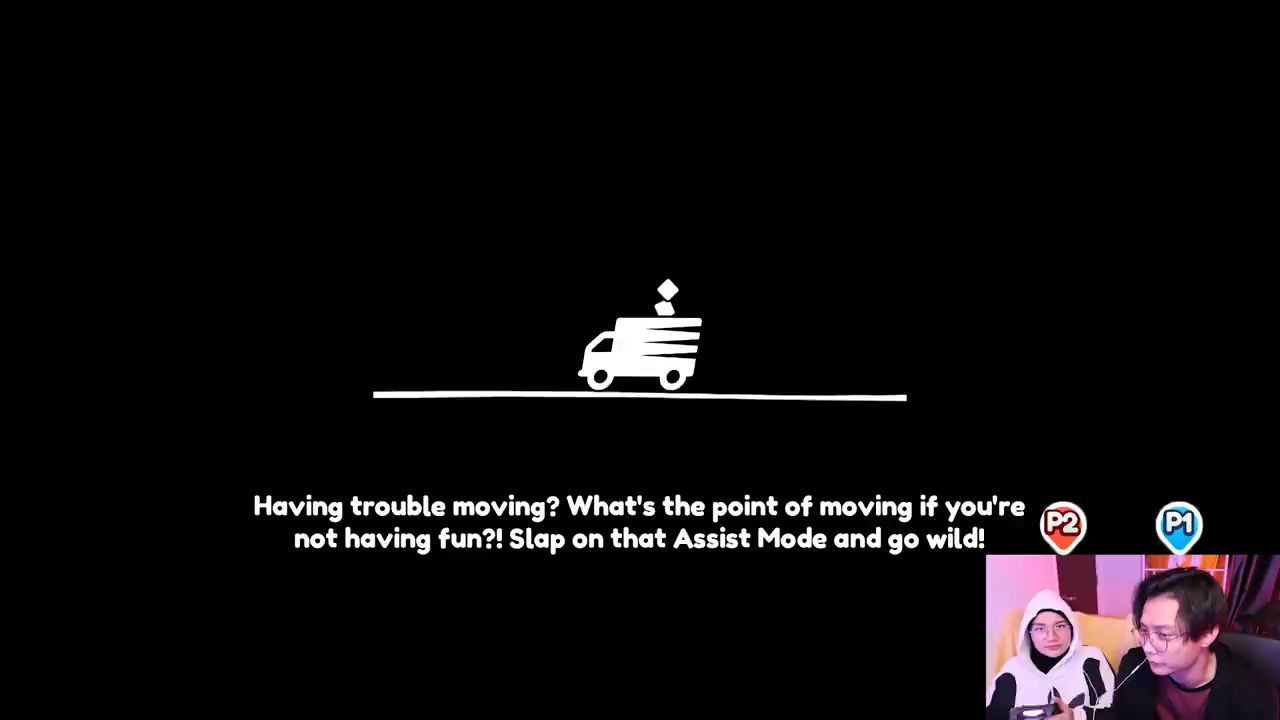 Having trouble moving? What's the point of moving if you're
not having fun?! Slap on that Assist Mode and go wild!
P2
P1